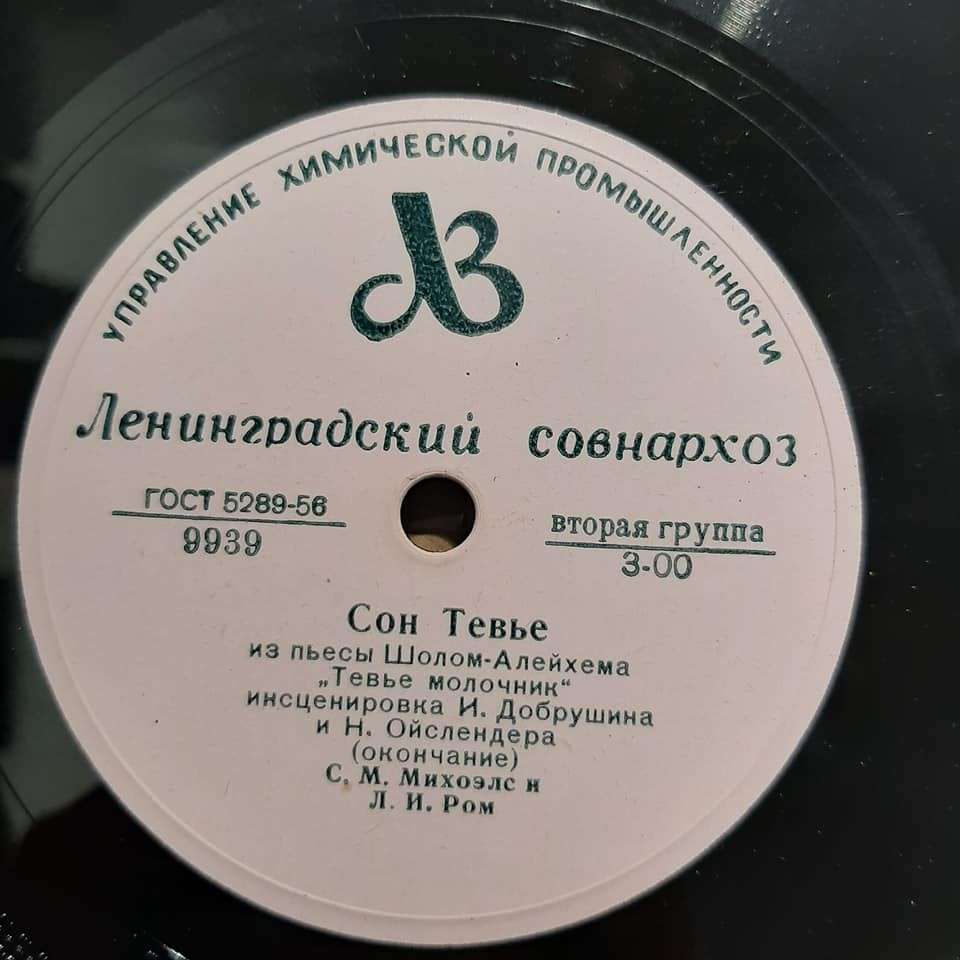 УПРАВЛЕНИЕ ХИМИЧЕСКОЙ ПРОМЫШЛЕННОСТИ
ЛЗ
Ленинградский совнархоз
ГОСТ 5289-56
9939
вторая группа
3-00
Сон Тевье
из пьесы Шолом-Алейхема
„Тевье молочник“
инсценировка И. Добрушина
и Н. Ойслендера
(окончание)
С. М. Михоэлс и
Л. И. Ром